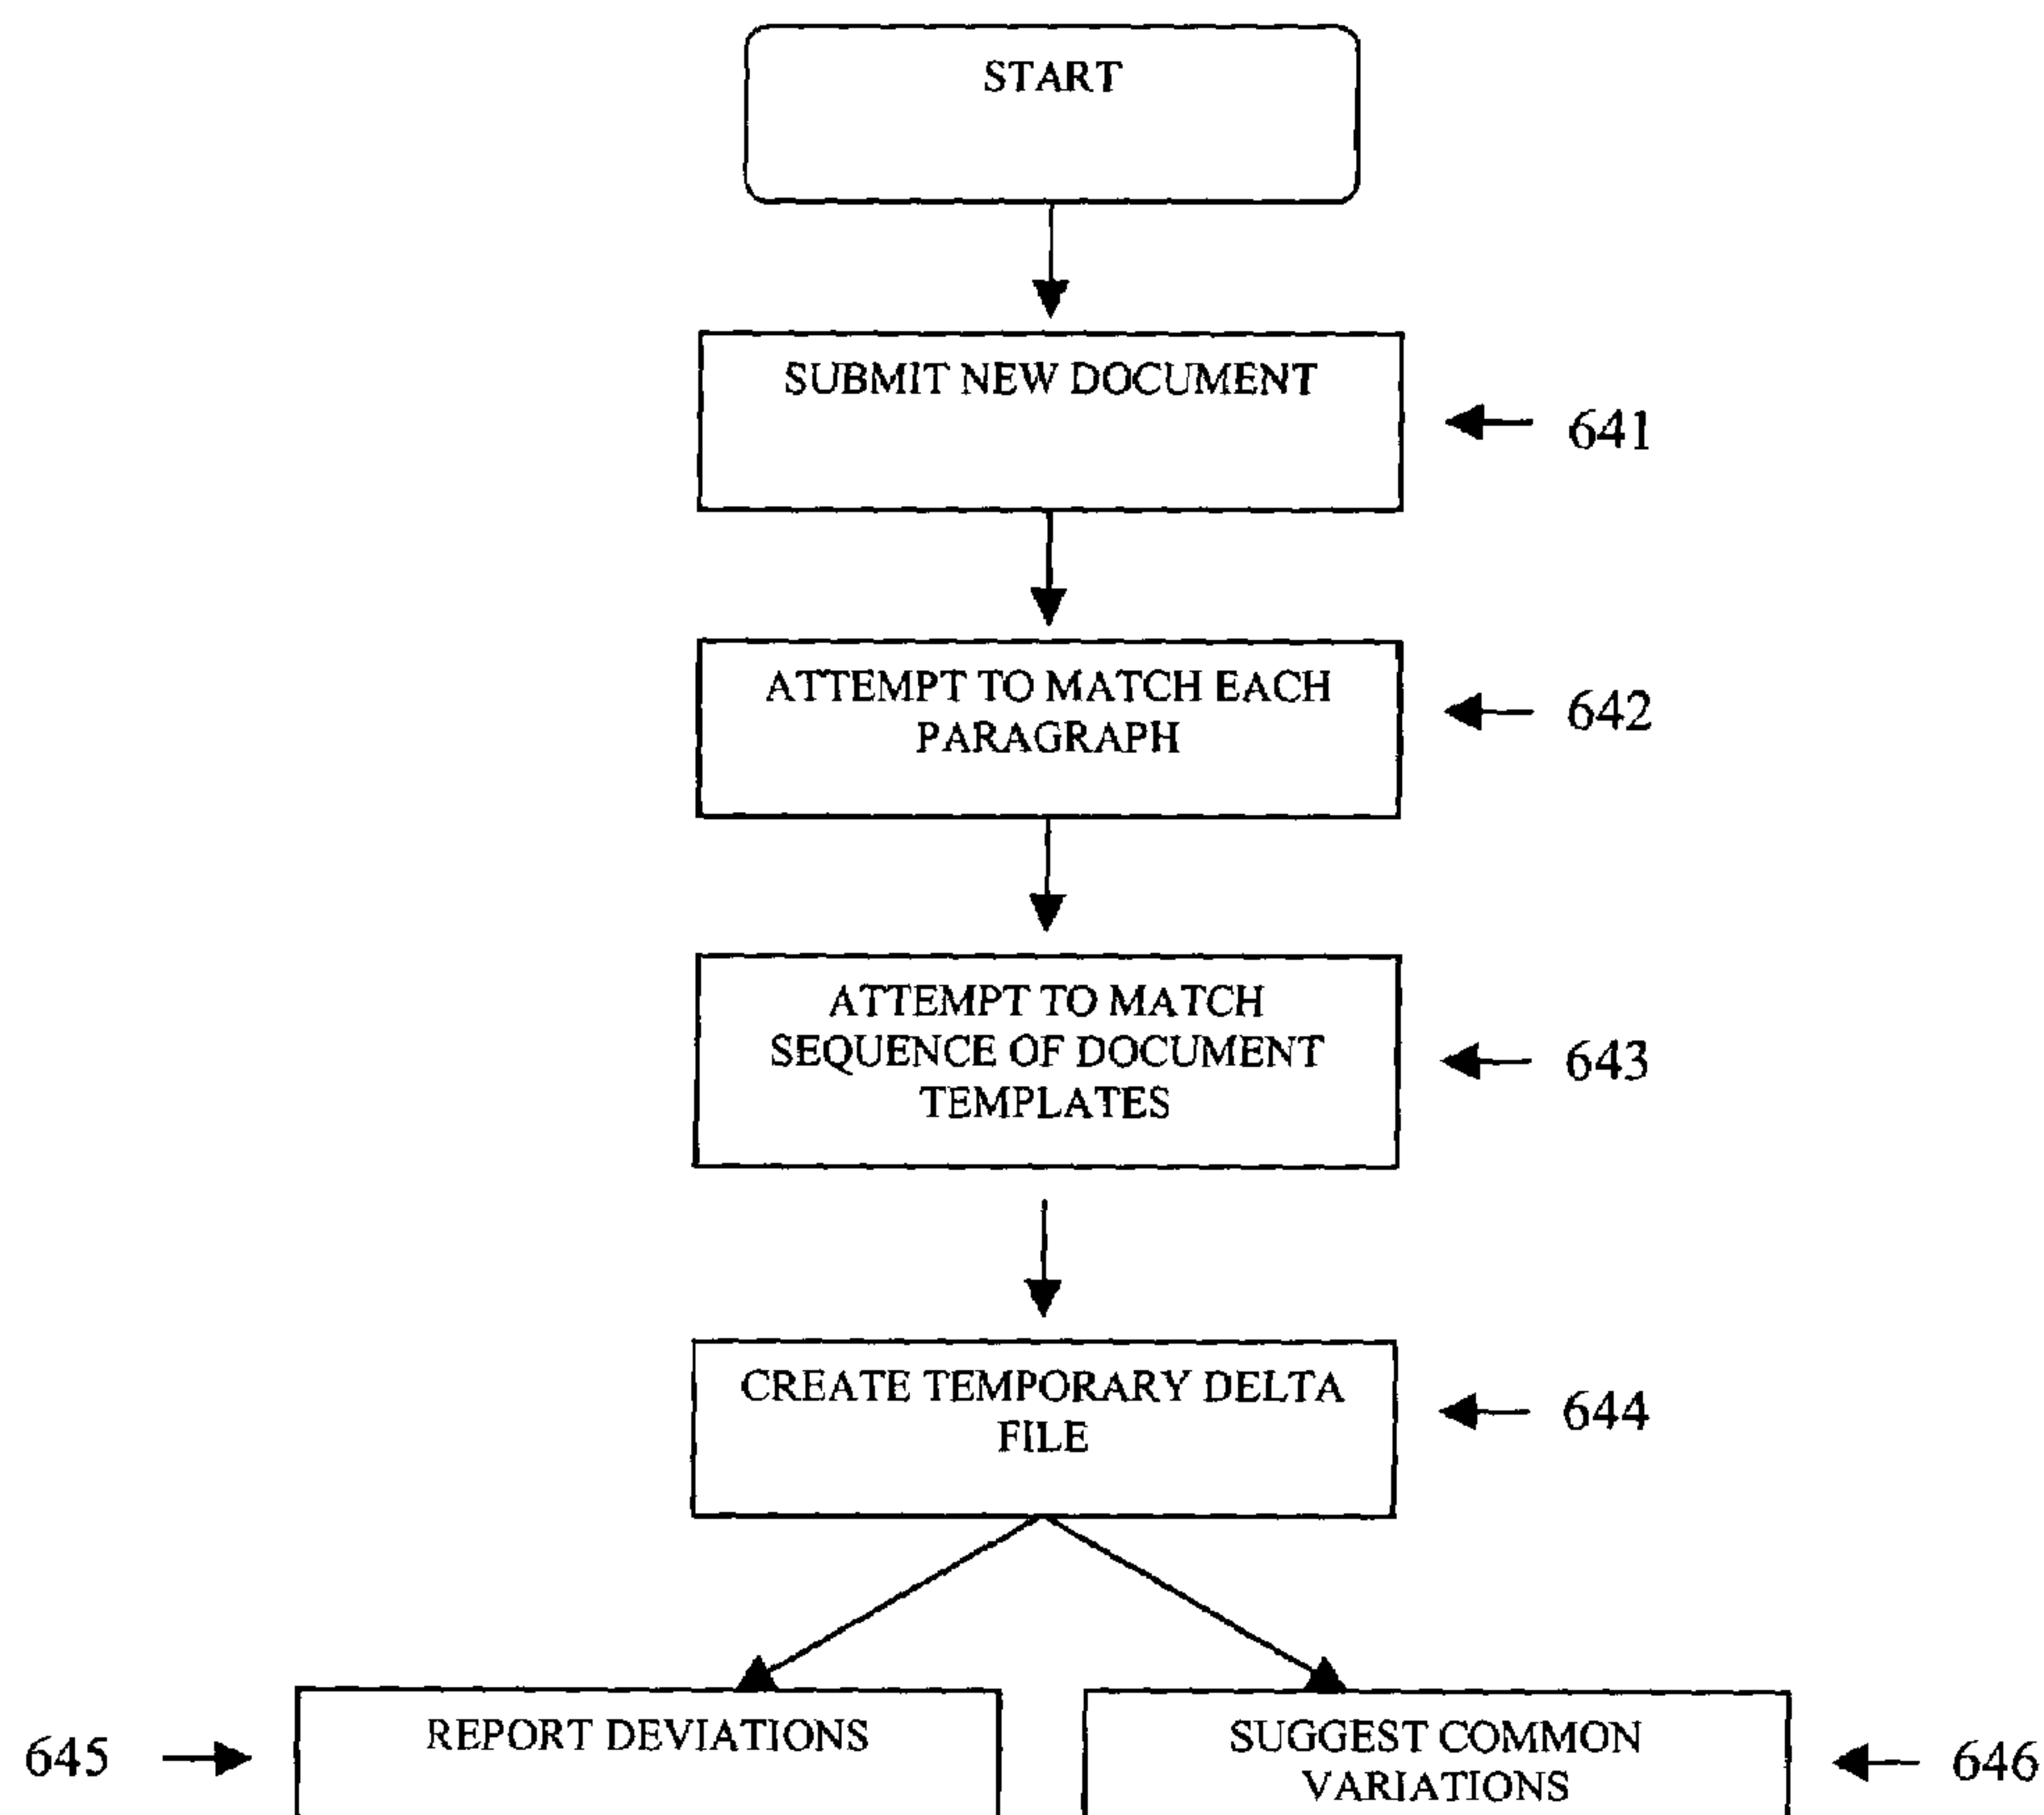 START
SUBMIT NEW DOCUMENT
641
ATTEMPT TO MATCH EACH
PARAGRAPH
642
ATTEMPT TO MATCH
SEQUENCE OF DOCUMENT
TEMPLATES
643
CREATE TEMPORARY DELTA
FILE
644
645
REPORT DEVIATIONS
SUGGEST COMMON
VARIATIONS
646